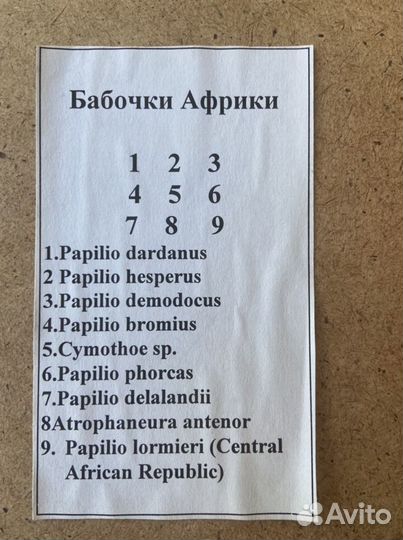 Бабочки Африки
1 2 3
4 5 6
7 8 9
1.Papilio dardanus
2 Papilio hesperus
3.Papilio demodocus
4.Papilio bromius
5.Cymothoe sp.
6.Papilio phorcas
7.Papilio delalandii
8Atrophaneura antenor
9. Papilio lormieri (Central
African Republic)
Avito